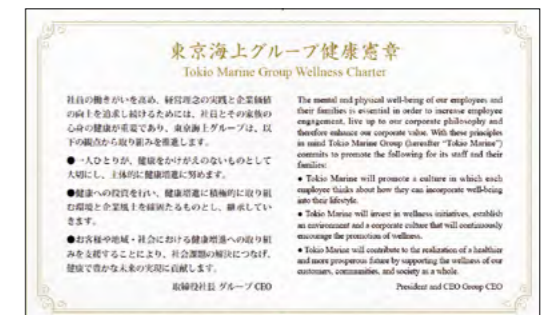 東京海上グループ健康憲章
Tokio Marine Group Wellness Charter
社員の働きがいを高め、経営理念の実践と企業価値
の向上を追求し続けるためには、社員とその家族の
心身の健康が重要であり、東京海上グループは、以
下の観点から取り組みを推進します。
●一人ひとりが、健康をかけがえのないものとして
大切にし、主体的に健康増進に努めます。
●健康への投資を行い、健康増進に積極的に取り組
む環境と企業風土を確固たるものとし、継承してい
きます。
●お客様や地域・社会における健康増進への取り組
みを支援することにより、社会課題の解決につなげ、
健康で豊かな未来の実現に貢献します。
取締役社長 グループCEO
The mental and physical well-being of our employees and
their families is essential in order to increase employee
engagement, live up to our corporate philosophy and
therefore enhance our corporate value. With these principles
in mind Tokio Marine Group (hereafter "Tokio Marine")
commits to promote the following for its staff and their
families:
● Tokio Marine will promote a culture in which each
employee thinks about how they can incorporate well-being
into their lifestyle.
● Tokio Marine will invest in wellness initiatives, establish
an environment and a corporate culture that will continuously
encourage the promotion of wellness.
● Tokio Marine will contribute to the realization of a healthier
and more prosperous future by supporting the wellness of our
customers, communities, and society as a whole.
President and CEO Group CEO